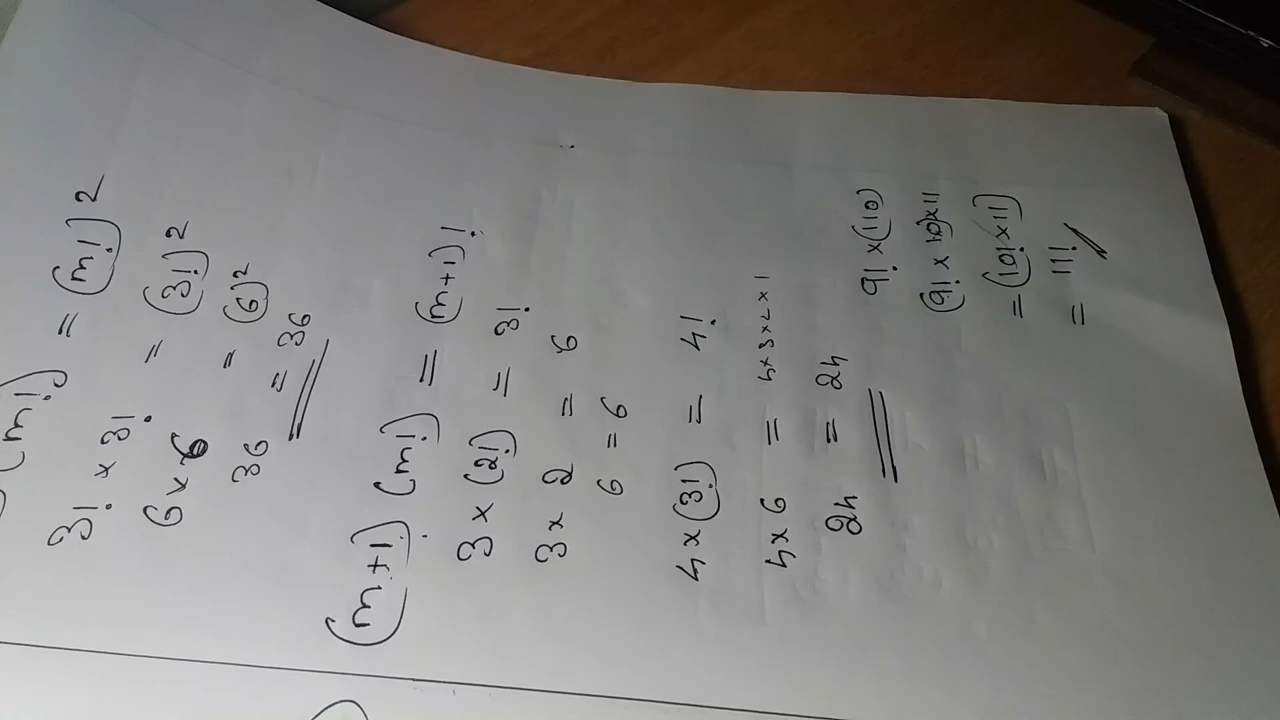 (m!) = (m!)2
3! × 3! = (3!)2
6 × 6 = (6)2
36 = 36
(m+1) (m!) = (m+1)!
3 × (2!) = 3!
3 × 2 = 6
6 = 6
4 × (3!) = 4!
4 × 6 = 4×3×2×1
24 = 24
9! × (110)
(9! × 10)×11
= (10! × 11)
= 11!